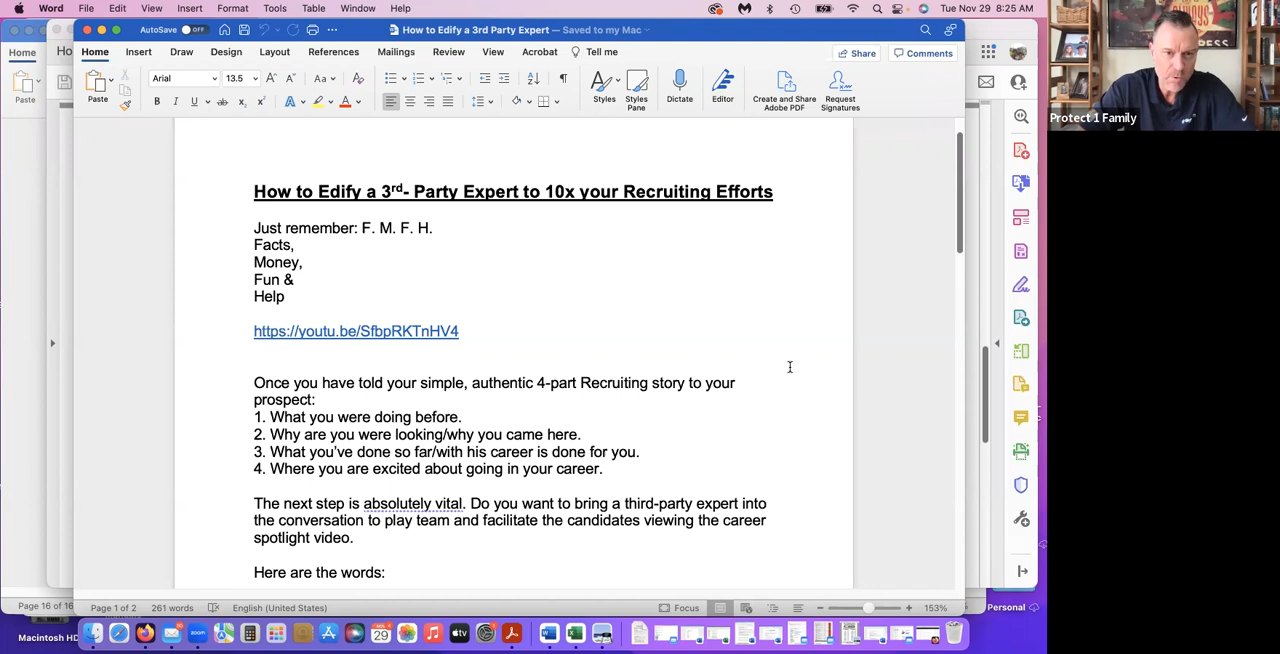 Word File Edit View Insert Format Tools Table Window Help
Tue Nov 29 8:25 AM
AutoSave OFF
How to Edify a 3rd Party Expert — Saved to my Mac
Home
Ho
Home Insert Draw Design Layout References Mailings Review View Acrobat Tell me
Share Comments
Paste
Paste
Arial 13.5
Styles
Styles Pane
Dictate
Editor
Create and Share Adobe PDF
Request Signatures
Protect 1 Family
How to Edify a 3rd- Party Expert to 10x your Recruiting Efforts
Just remember: F. M. F. H.
Facts,
Money,
Fun &
Help
https://youtu.be/SfbpRKTnHV4
Once you have told your simple, authentic 4-part Recruiting story to your
prospect:
1. What you were doing before.
2. Why are you were looking/why you came here.
3. What you've done so far/with his career is done for you.
4. Where you are excited about going in your career.
The next step is absolutely vital. Do you want to bring a third-party expert into
the conversation to play team and facilitate the candidates viewing the career
spotlight video.
Here are the words:
Page 16 of 16
Page 1 of 2 261 words English (United States)
Focus
153%
Personal
Macintosh HD